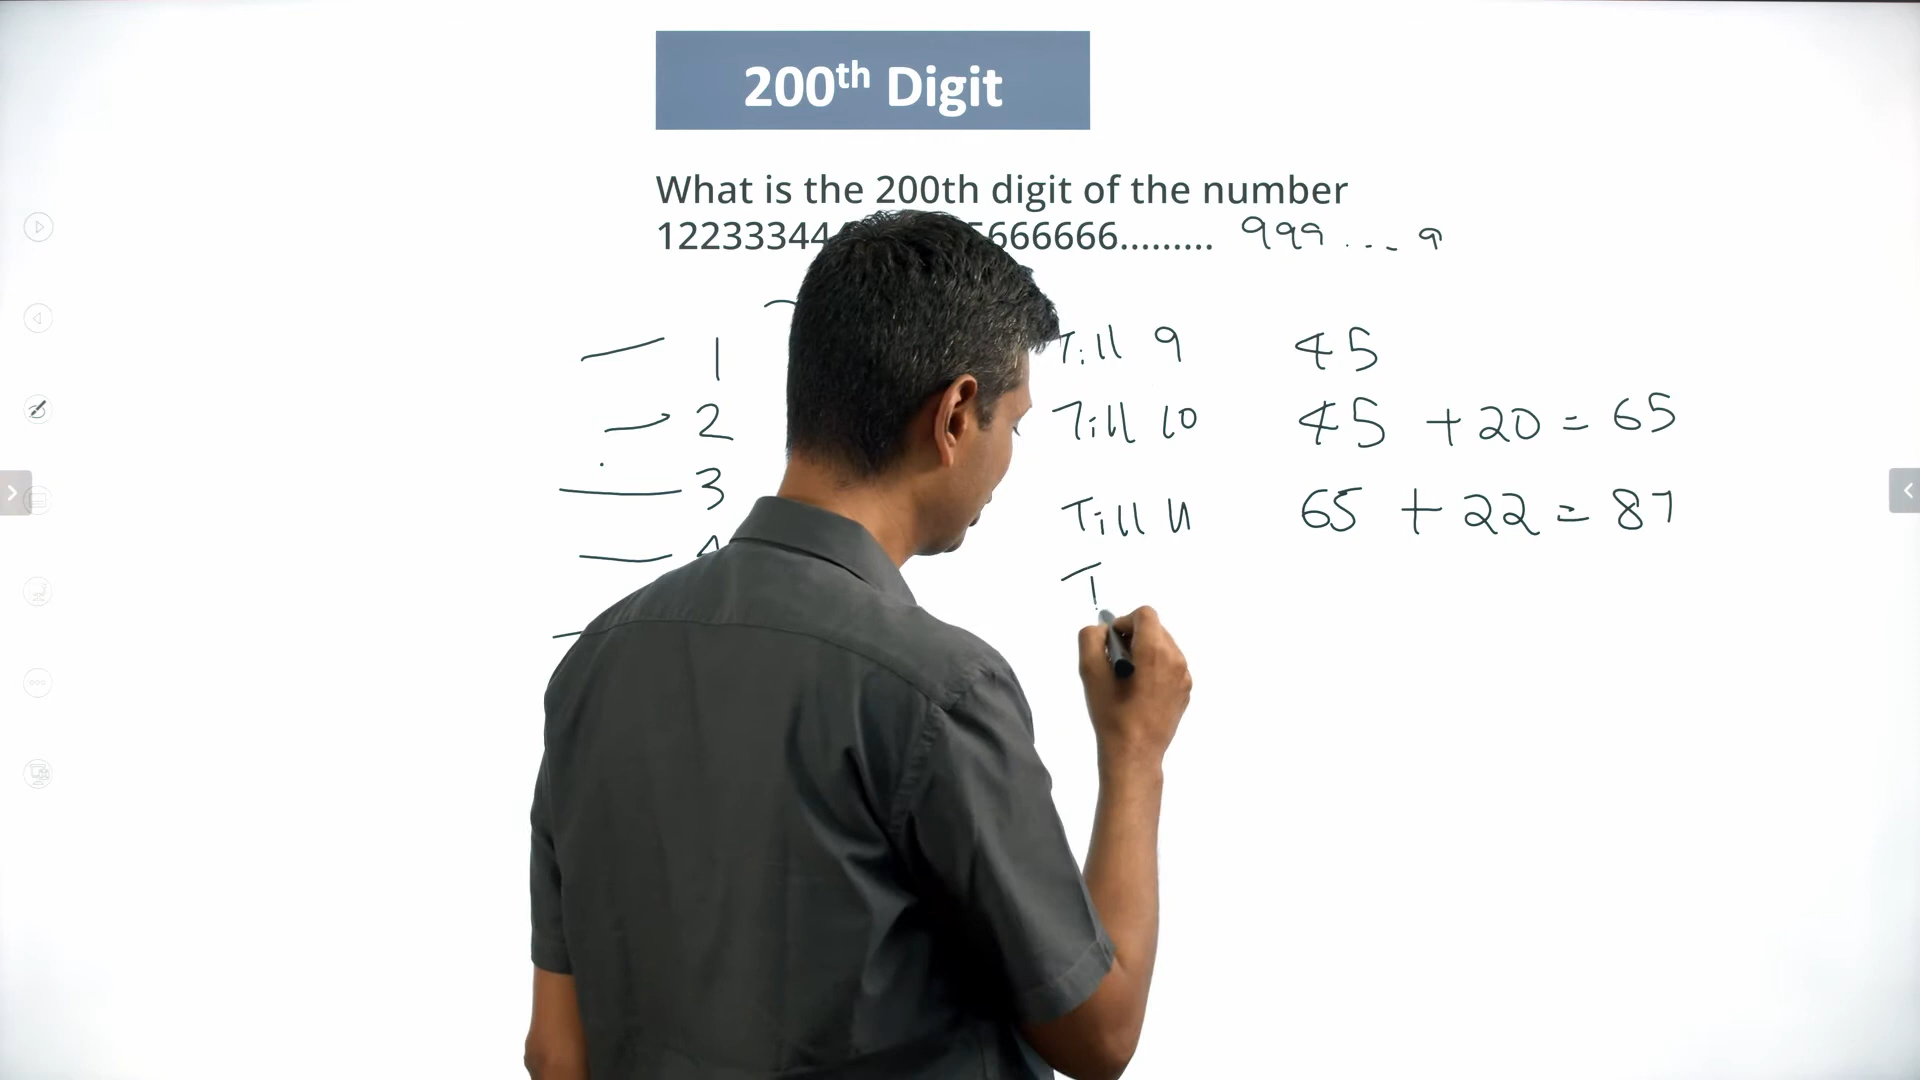 200th Digit
What is the 200th digit of the number
122333444 666666......... 999 ... 9
1
2
3
Till 9 45
Till 10 45 + 20 = 65
Till 11 65 + 22 = 87
T